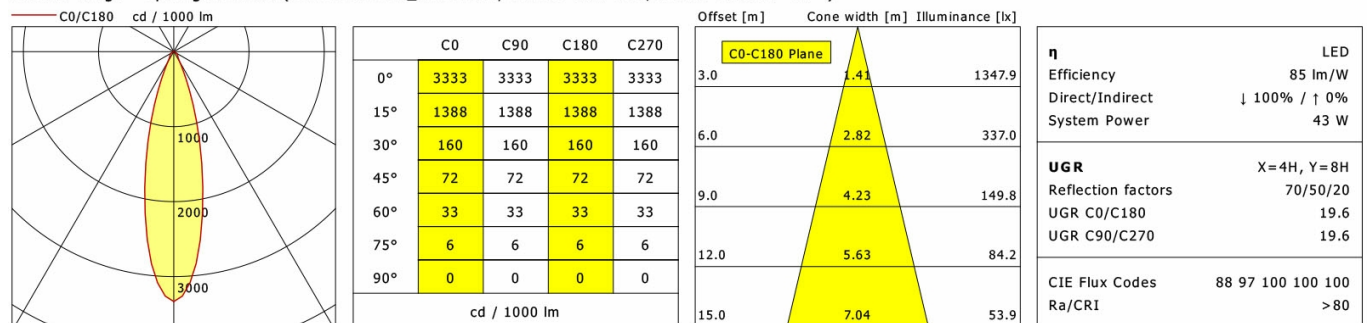 C0/C180 cd / 1000 lm
1000
2000
3000
C0 C90 C180 C270
0° 3333 3333 3333 3333
15° 1388 1388 1388 1388
30° 160 160 160 160
45° 72 72 72 72
60° 33 33 33 33
75° 6 6 6 6
90° 0 0 0 0
cd / 1000 lm
Offset [m] Cone width [m] Illuminance [lx]
C0-C180 Plane
3.0 1.41 1347.9
6.0 2.82 337.0
9.0 4.23 149.8
12.0 5.63 84.2
15.0 7.04 53.9
η LED
Efficiency 85 lm/W
Direct/Indirect ↓ 100% / ↑ 0%
System Power 43 W
UGR X=4H, Y=8H
Reflection factors 70/50/20
UGR C0/C180 19.6
UGR C90/C270 19.6
CIE Flux Codes 88 97 100 100 100
Ra/CRI >80